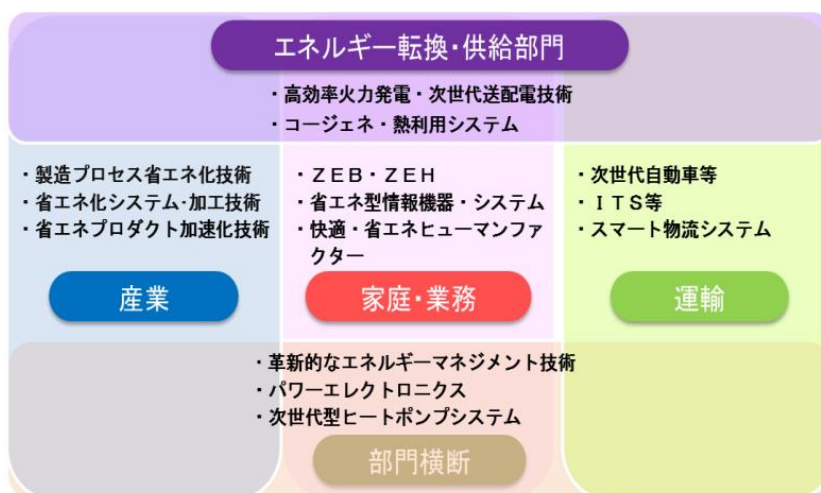 エネルギー転換・供給部門
・高効率火力発電・次世代送配電技術
・コージェネ・熱利用システム
・製造プロセス省エネ化技術
・省エネ化システム・加工技術
・省エネプロダクト加速化技術
産業
・ＺＥＢ・ＺＥＨ
・省エネ型情報機器・システム
・快適・省エネヒューマンファ
クター
家庭・業務
・次世代自動車等
・ＩＴＳ等
・スマート物流システム
運輸
・革新的なエネルギーマネジメント技術
・パワーエレクトロニクス
・次世代型ヒートポンプシステム
部門横断